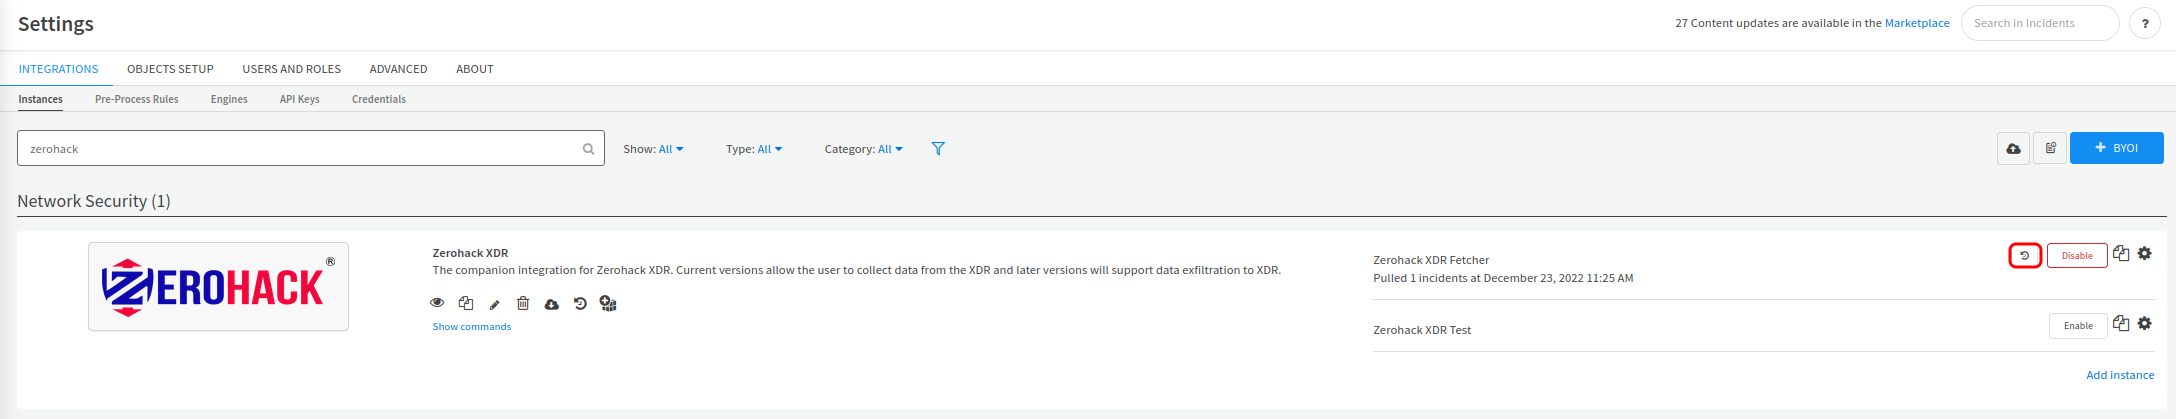 Settings
27 Content updates are available in the Marketplace
Search in Incidents
?
INTEGRATIONS OBJECTS SETUP USERS AND ROLES ADVANCED ABOUT
Instances Pre-Process Rules Engines API Keys Credentials
zerohack
Show: All Type: All Category: All
+ BYOI
Network Security (1)
ZEROHACK®
Zerohack XDR
The companion integration for Zerohack XDR. Current versions allow the user to collect data from the XDR and later versions will support data exfiltration to XDR.
Show commands
Zerohack XDR Fetcher
Pulled 1 incidents at December 23, 2022 11:25 AM
Disable
Zerohack XDR Test
Enable
Add instance